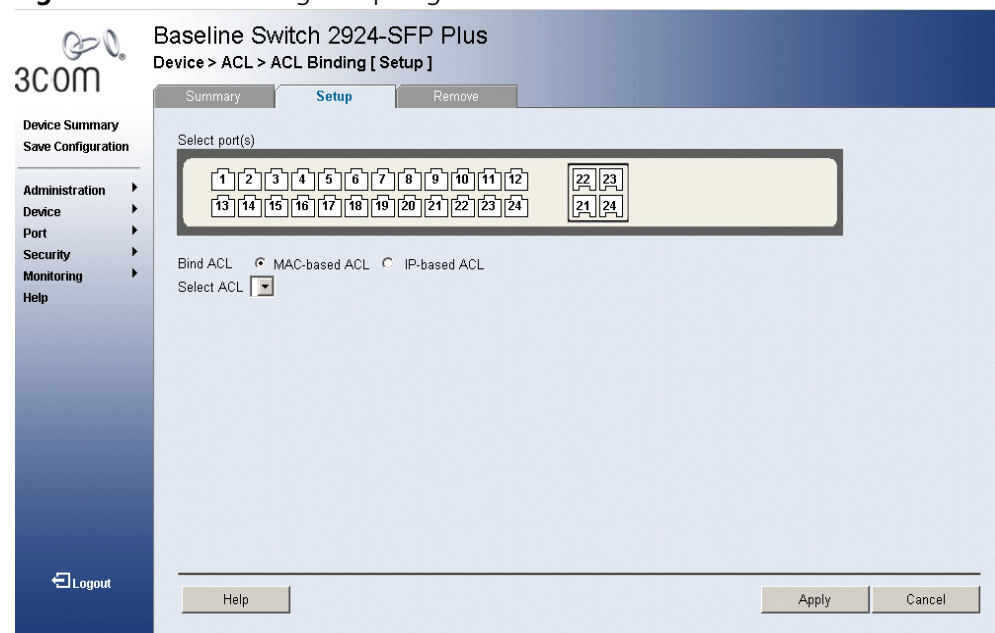 3com
Baseline Switch 2924-SFP Plus
Device > ACL > ACL Binding [ Setup ]
Summary Setup Remove
Device Summary
Save Configuration
Administration
Device
Port
Security
Monitoring
Help
Logout
Select port(s)
1 2 3 4 5 6 7 8 9 10 11 12 22 23
13 14 15 16 17 18 19 20 21 22 23 24 21 24
Bind ACL MAC-based ACL IP-based ACL
Select ACL
Help Apply Cancel